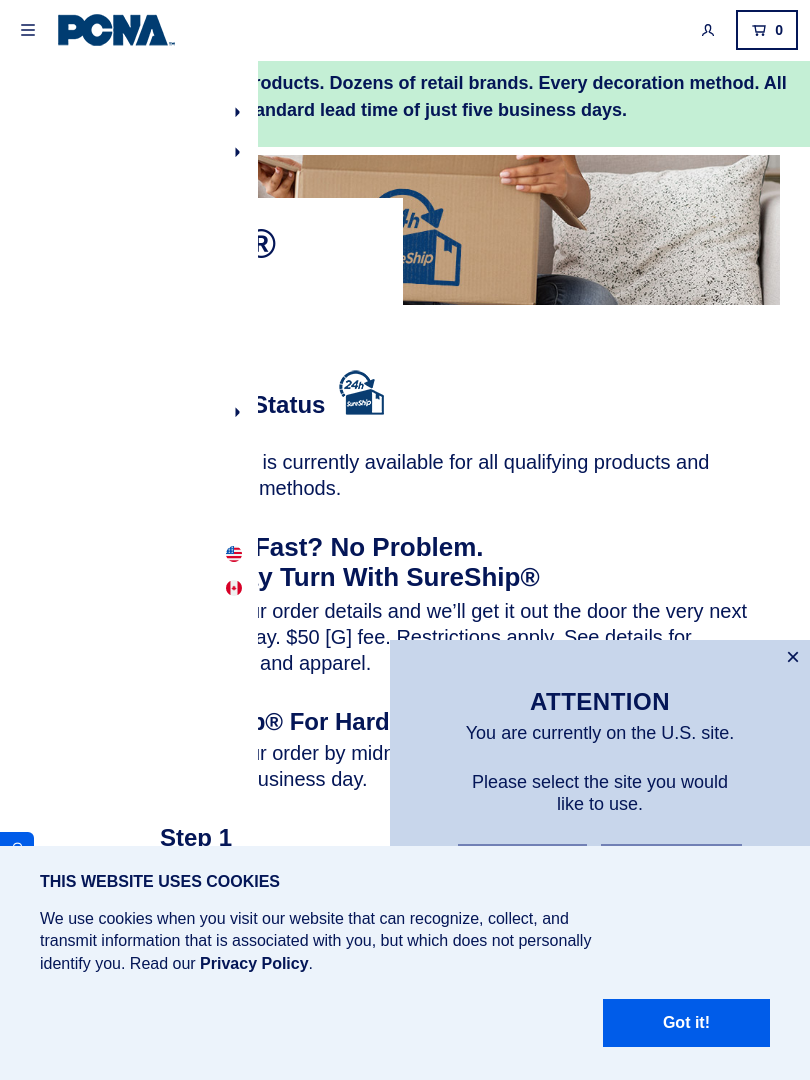 PCNA
0
roducts. Dozens of retail brands. Every decoration method. All
andard lead time of just five business days.
24h
SureShip
®
Status
24h
SureShip
is currently available for all qualifying products and
methods.
Fast? No Problem.
y Turn With SureShip®
ur order details and we’ll get it out the door the very next
ay. $50 [G] fee. Restrictions apply. See details for
and apparel.
p® For Hard
ur order by midn
usiness day.
Step 1
×
ATTENTION
You are currently on the U.S. site.
Please select the site you would
like to use.
THIS WEBSITE USES COOKIES
We use cookies when you visit our website that can recognize, collect, and
transmit information that is associated with you, but which does not personally
identify you. Read our Privacy Policy.
Got it!